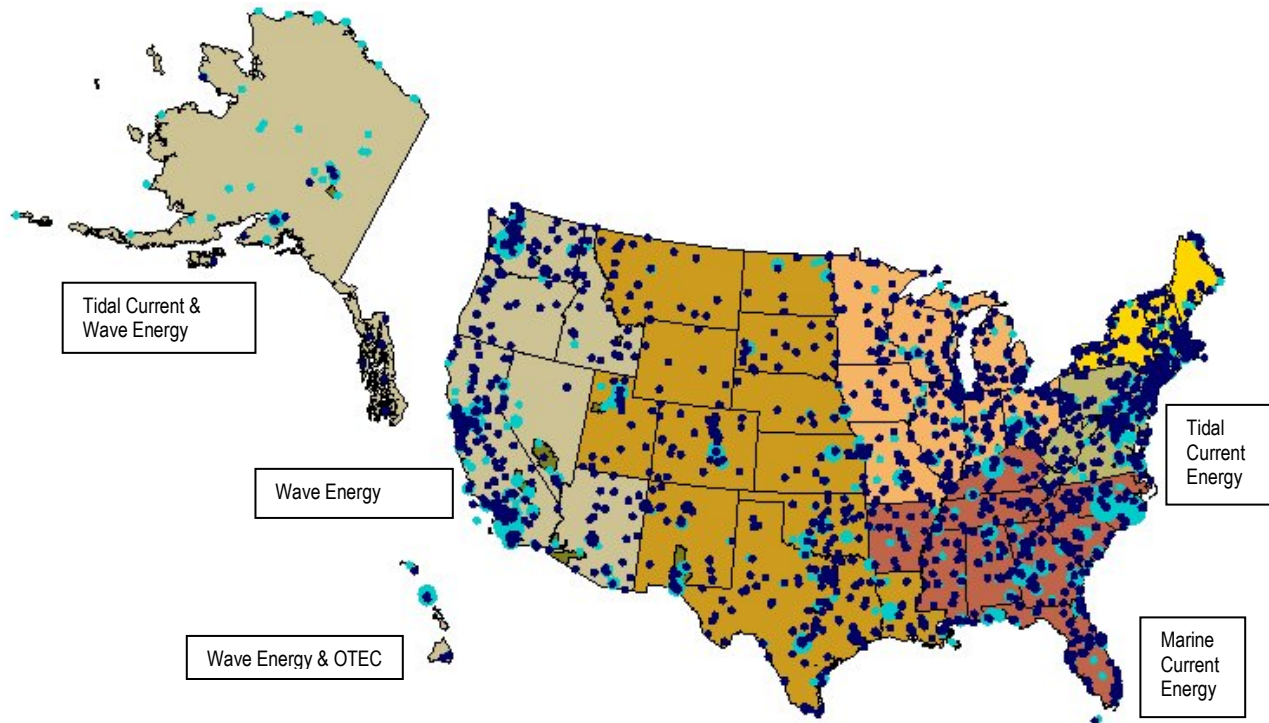 Tidal Current &
Wave Energy
Wave Energy
Wave Energy & OTEC
Tidal
Current
Energy
Marine
Current
Energy